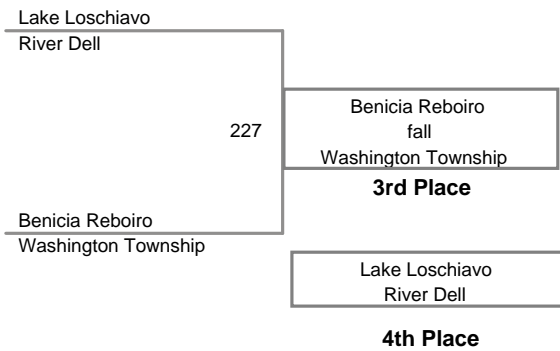 Lake Loschiavo
River Dell
227
Benicia Reboiro
fall
Washington Township
3rd Place
Benicia Reboiro
Washington Township
Lake Loschiavo
River Dell
4th Place